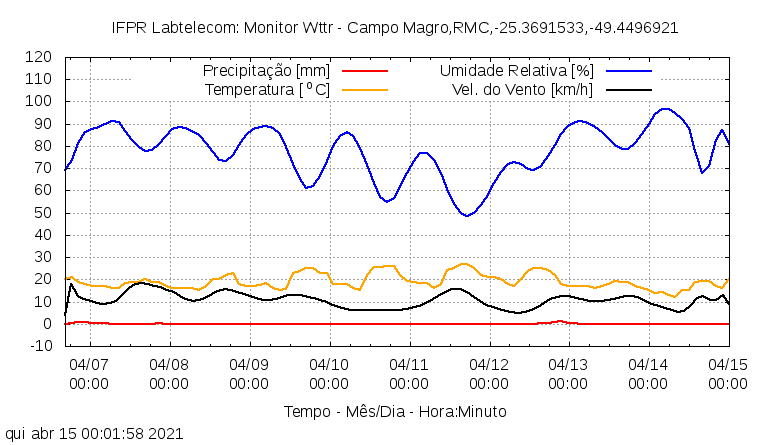 IFPR Labtelecom: Monitor Wttr - Campo Magro,RMC,-25.3691533,-49.4496921
120
110
100
90
80
70
60
50
40
30
20
10
0
-10
Precipitação [mm]
Temperatura [⁰C]
Umidade Relativa [%]
Vel. do Vento [km/h]
04/07 04/08 04/09 04/10 04/11 04/12 04/13 04/14 04/15
00:00 00:00 00:00 00:00 00:00 00:00 00:00 00:00 00:00
Tempo - Mês/Dia - Hora:Minuto
qui abr 15 00:01:58 2021